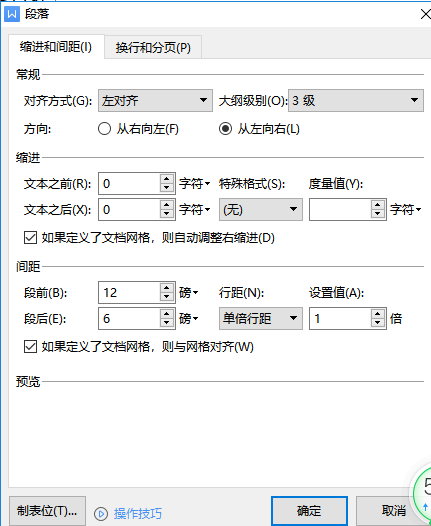 段落
缩进和间距(I) 换行和分页(P)
常规
对齐方式(G): 左对齐 大纲级别(O): 3 级
方向: 从右向左(F) 从左向右(L)
缩进
文本之前(R): 0 字符 特殊格式(S): 度量值(Y):
文本之后(X): 0 字符 (无) 字符
如果定义了文档网格，则自动调整右缩进(D)
间距
段前(B): 12 磅 行距(N): 设置值(A):
段后(E): 6 磅 单倍行距 1 倍
如果定义了文档网格，则与网格对齐(W)
预览
制表位(T)... 操作技巧 确定 取消